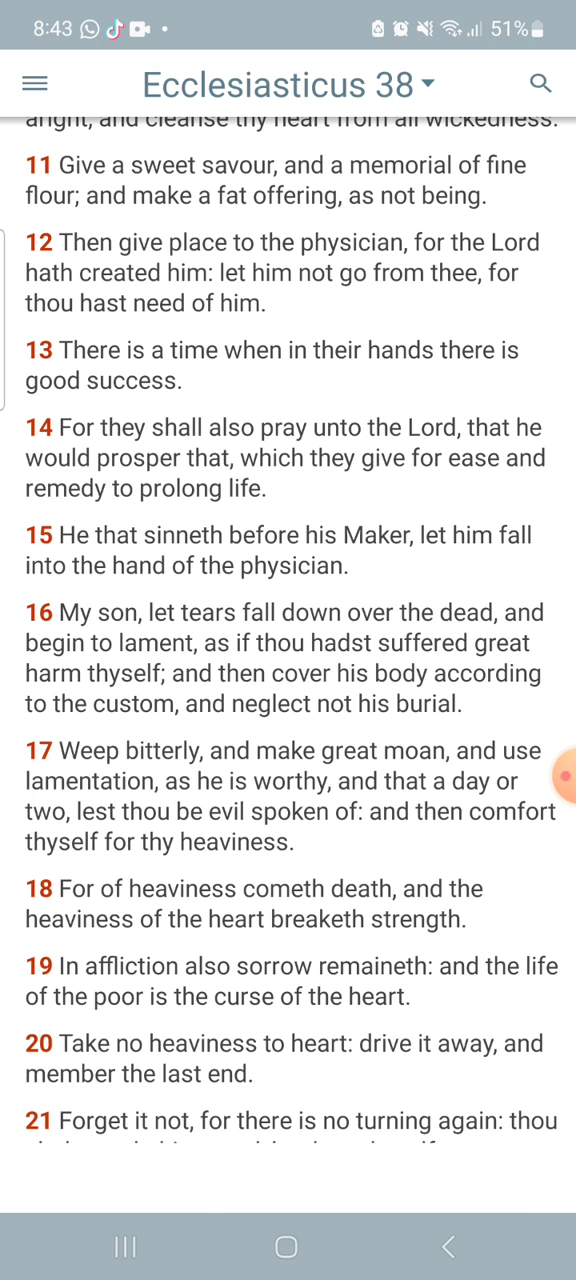 8:43 51%
Ecclesiasticus 38
aright, and cleanse thy heart from all wickedness.
11 Give a sweet savour, and a memorial of fine
flour; and make a fat offering, as not being.
12 Then give place to the physician, for the Lord
hath created him: let him not go from thee, for
thou hast need of him.
13 There is a time when in their hands there is
good success.
14 For they shall also pray unto the Lord, that he
would prosper that, which they give for ease and
remedy to prolong life.
15 He that sinneth before his Maker, let him fall
into the hand of the physician.
16 My son, let tears fall down over the dead, and
begin to lament, as if thou hadst suffered great
harm thyself; and then cover his body according
to the custom, and neglect not his burial.
17 Weep bitterly, and make great moan, and use
lamentation, as he is worthy, and that a day or
two, lest thou be evil spoken of: and then comfort
thyself for thy heaviness.
18 For of heaviness cometh death, and the
heaviness of the heart breaketh strength.
19 In affliction also sorrow remaineth: and the life
of the poor is the curse of the heart.
20 Take no heaviness to heart: drive it away, and
member the last end.
21 Forget it not, for there is no turning again: thou